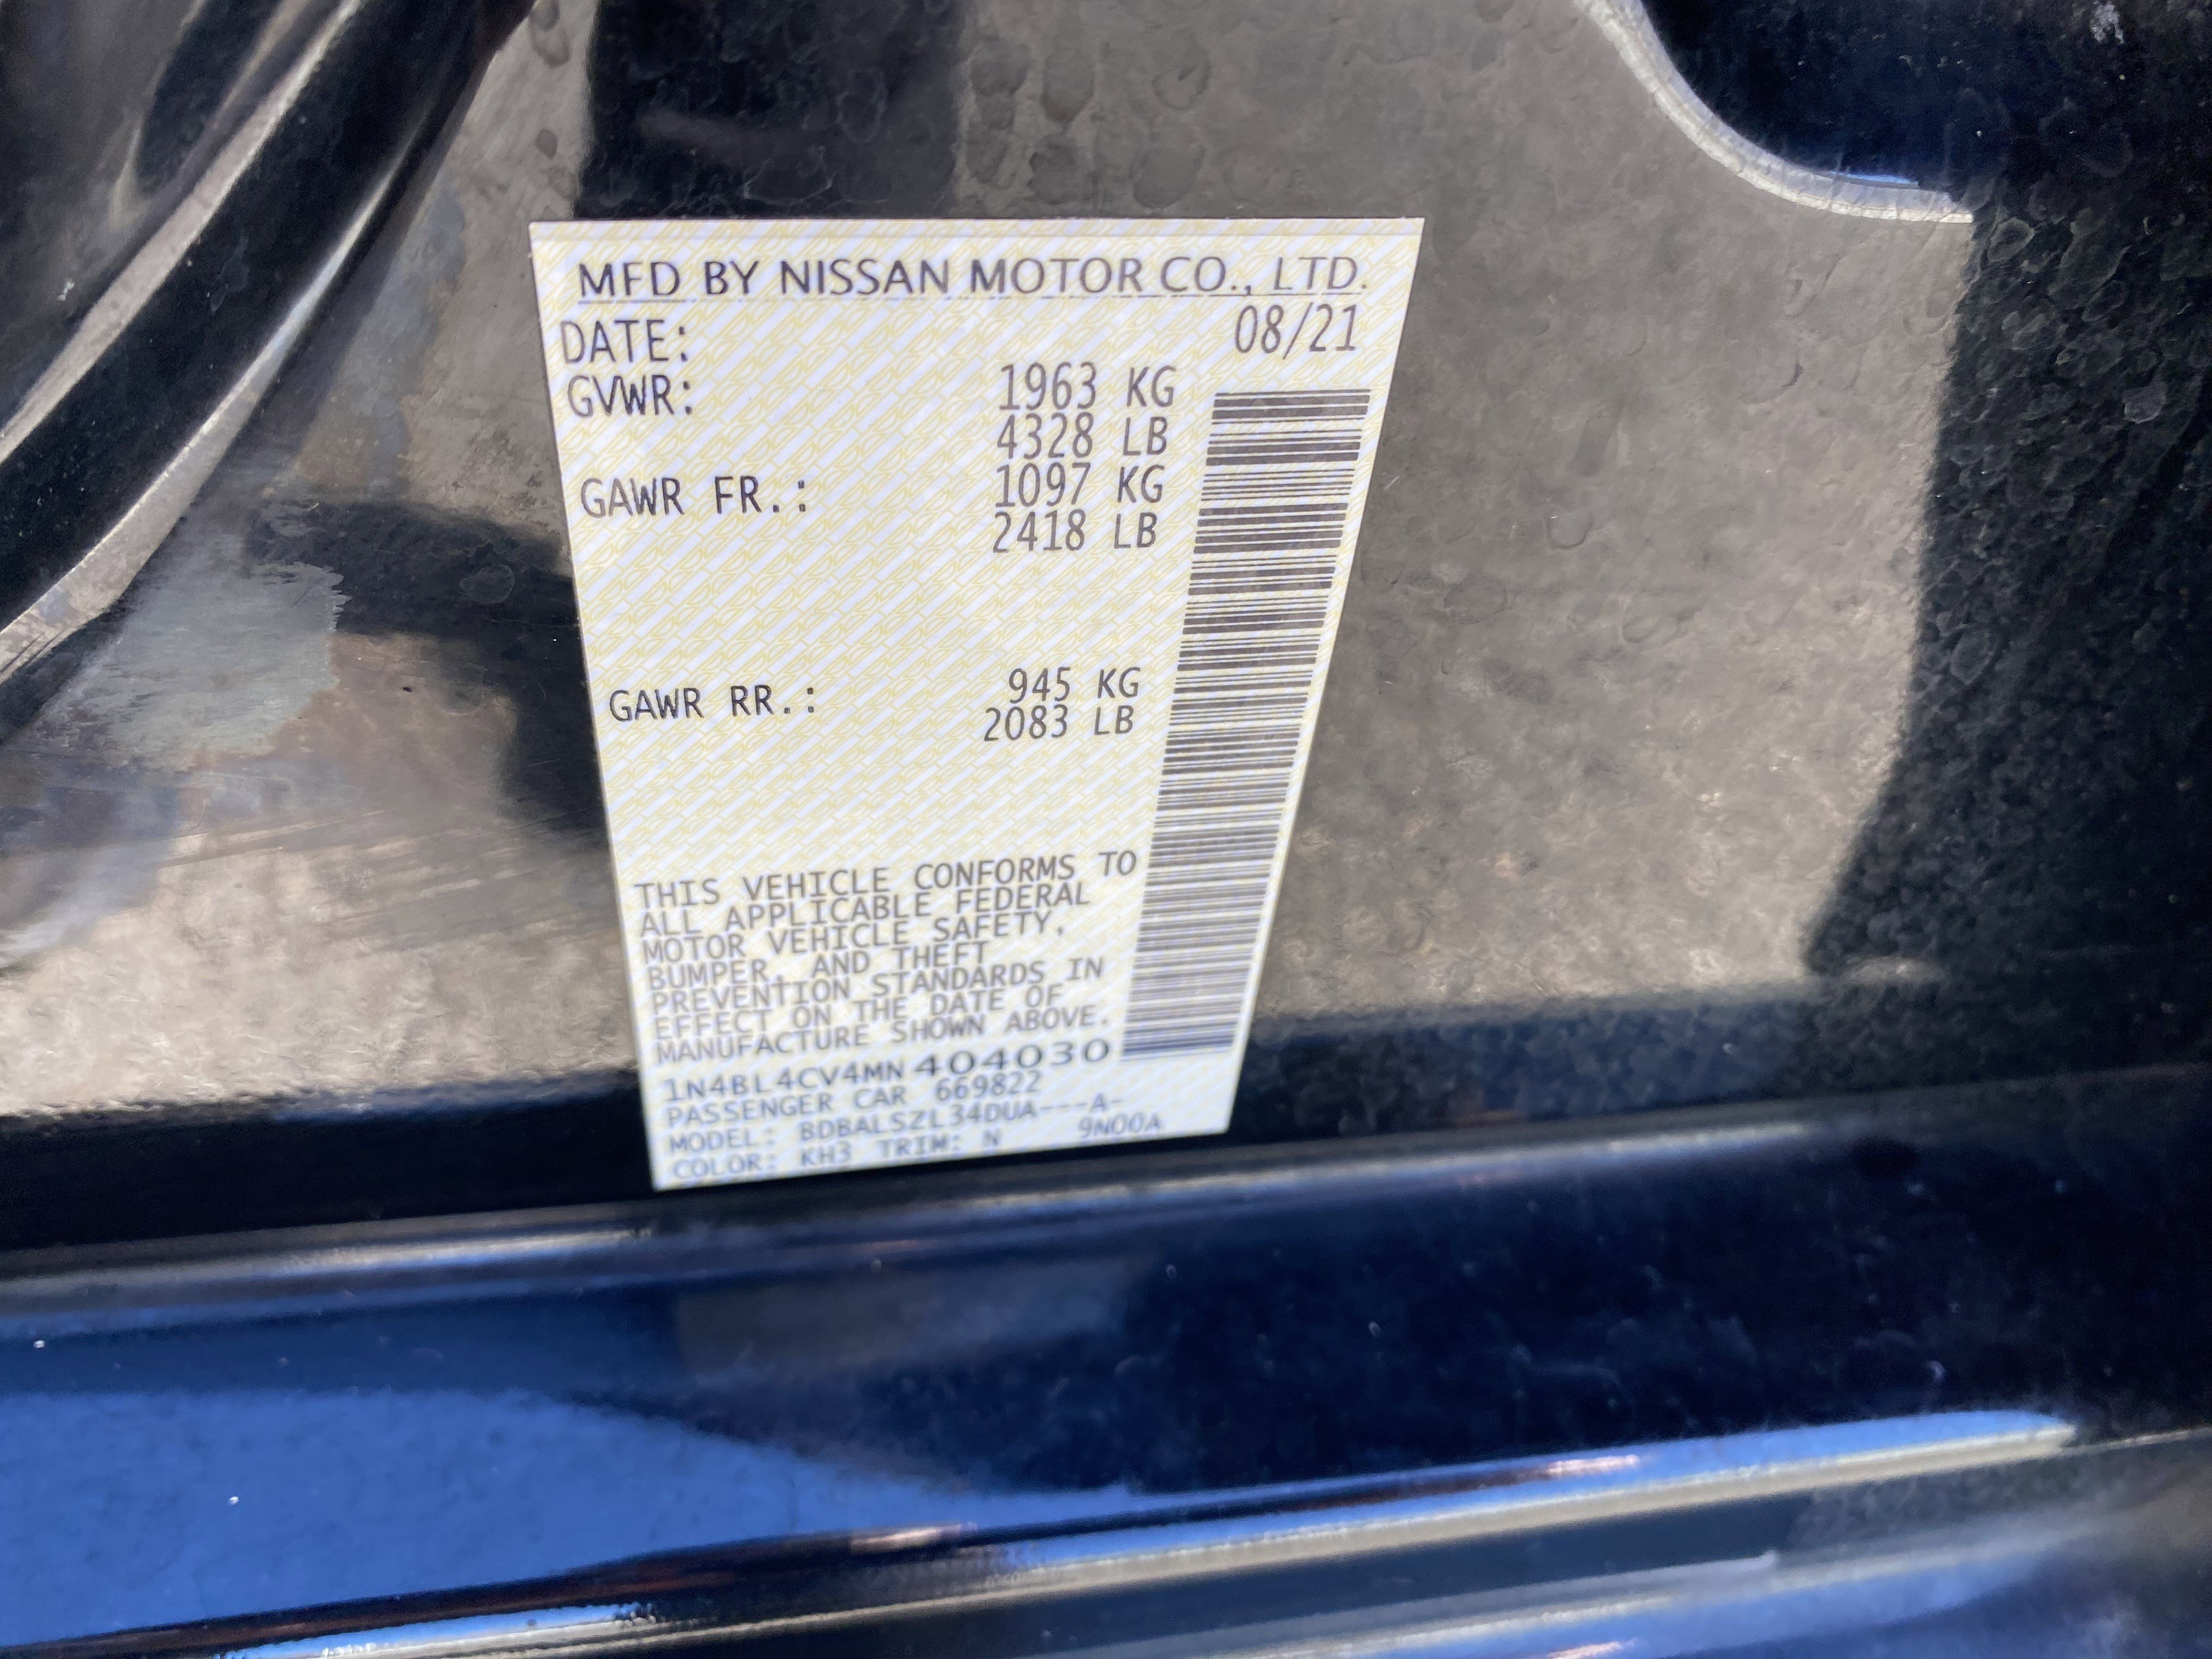 MFD BY NISSAN MOTOR CO., LTD.
DATE: 08/21
GVWR: 1963 KG
4328 LB
GAWR FR.: 1097 KG
2418 LB
GAWR RR.: 945 KG
2083 LB
THIS VEHICLE CONFORMS TO
ALL APPLICABLE FEDERAL
MOTOR VEHICLE SAFETY,
BUMPER, AND THEFT
PREVENTION STANDARDS IN
EFFECT ON THE DATE OF
MANUFACTURE SHOWN ABOVE.
1N4BL4CV4MN404030
PASSENGER CAR 669822
MODEL: BDBALSZL34DUA---A-
COLOR: KH3 TRIM: N 9N00A